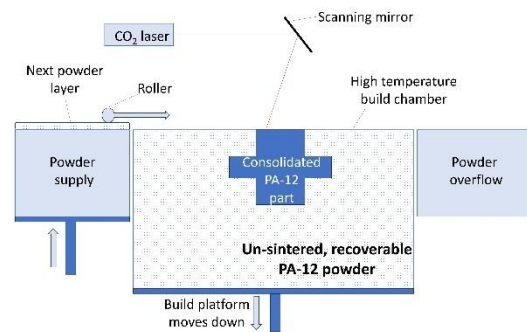 Scanning mirror
CO₂ laser
Next powder
layer
Roller
High temperature
build chamber
Powder
supply
Consolidated
PA-12
part
Powder
overflow
Un-sintered, recoverable
PA-12 powder
Build platform
moves down